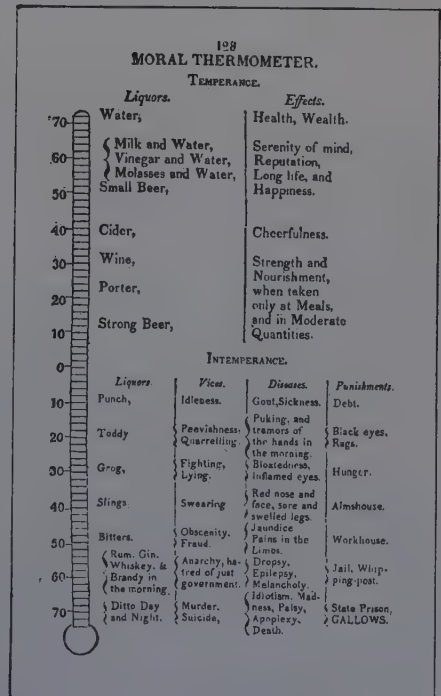 128
MORAL THERMOMETER.
TEMPERANCE.
Liquors. Effects.
70 Water, Health, Wealth.
Milk and Water, Serenity of mind,
60 Vinegar and Water, Reputation,
Molasses and Water, Long life, and
50 Small Beer, Happiness.
40 Cider, Cheerfulness.
30 Wine, Strength and
Nourishment,
20 Porter, when taken
only at Meals,
10 Strong Beer, and in Moderate
Quantities.
0
INTEMPERANCE.
Liquors. Vices. Diseases. Punishments.
10 Punch, Idleness. Gout, Sickness. Debt.
Puking, and
20 Toddy Peevishness. tremors of Black eyes,
Quarrelling. the hands in Rags.
the morning.
30 Grog, Fighting, Bloatedness, Hunger.
Lying. inflamed eyes.
Red nose and
40 Slings. Swearing face, sore and Almshouse.
swelled legs.
50 Bitters. Obscenity. Jaundice Workhouse.
Fraud. Pains in the
Limbs.
Rum. Gin. Anarchy, ha- Dropsy, Jail, Whip-
60 Whiskey. & tred of just Epilepsy, ping-post.
Brandy in government. Melancholy.
the morning. Idiotism. Mad-
70 Ditto Day Murder. ness, Palsy, State Prison,
and Night. Suicide, Apoplexy, GALLOWS.
Death.